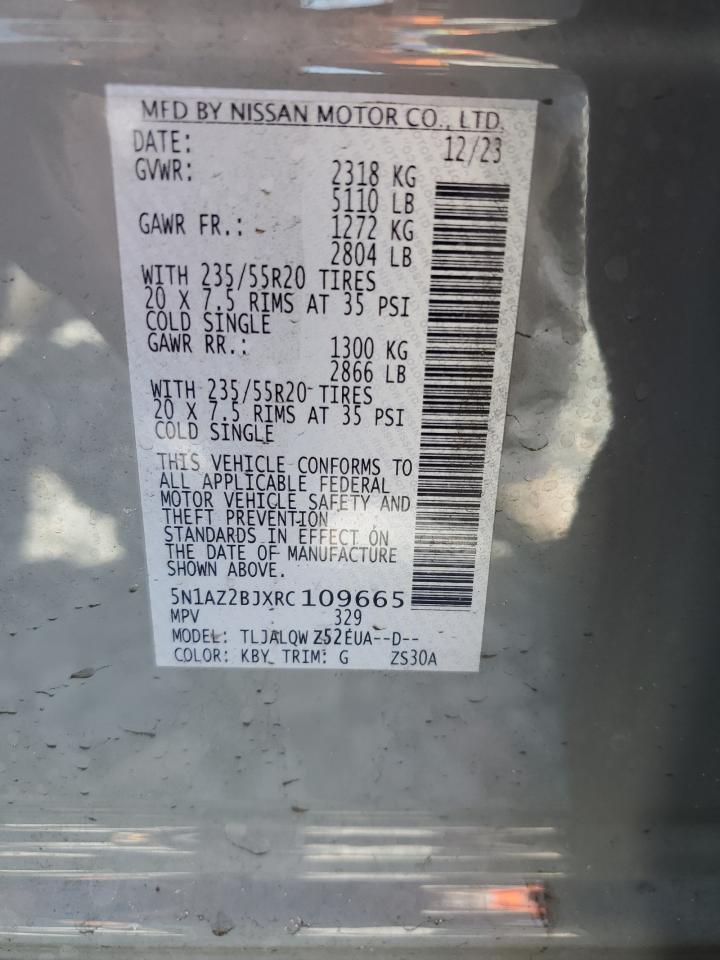 MFD BY NISSAN MOTOR CO., LTD.
DATE: 12/23
GVWR: 2318 KG
5110 LB
GAWR FR.: 1272 KG
2804 LB
WITH 235/55R20 TIRES
20 X 7.5 RIMS AT 35 PSI
COLD SINGLE
GAWR RR.: 1300 KG
2866 LB
WITH 235/55R20 TIRES
20 X 7.5 RIMS AT 35 PSI
COLD SINGLE
THIS VEHICLE CONFORMS TO
ALL APPLICABLE FEDERAL
MOTOR VEHICLE SAFETY AND
THEFT PREVENTION
STANDARDS IN EFFECT ON
THE DATE OF MANUFACTURE
SHOWN ABOVE.
5N1AZ2BJXRC109665
MPV 329
MODEL: TLJALQW Z52EUA--D--
COLOR: KBY TRIM: G ZS30A